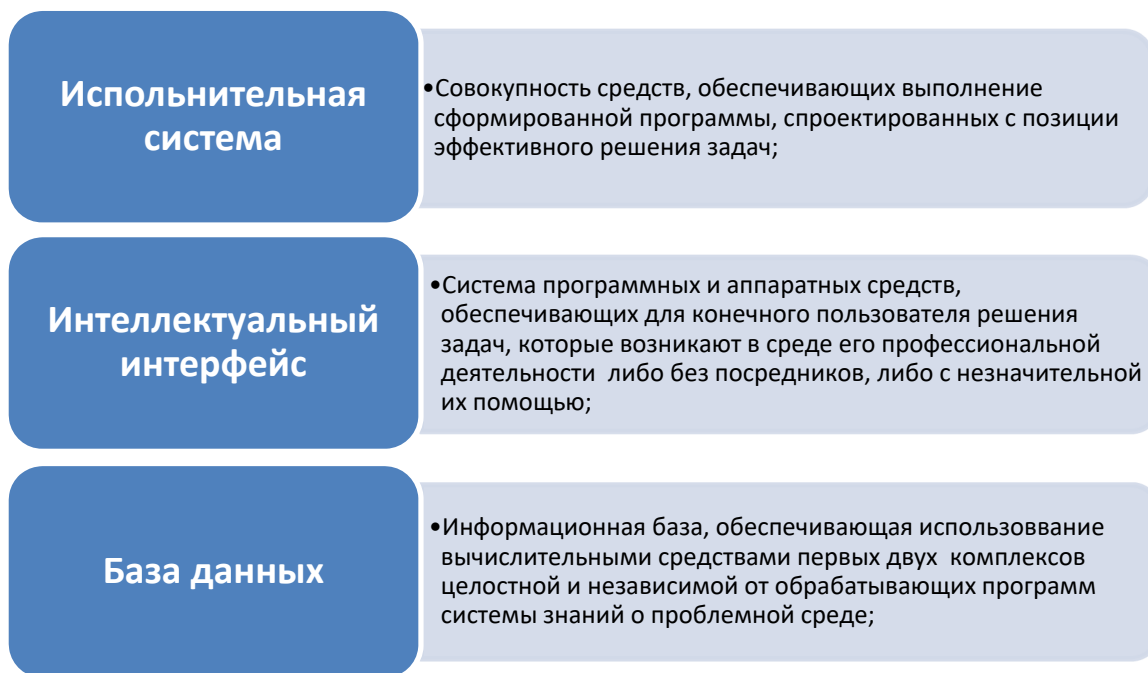 Испольнительная
система
•Совокупность средств, обеспечивающих выполнение
сформированной программы, спроектированных с позиции
эффективного решения задач;
Интеллектуальный
интерфейс
•Система программных и аппаратных средств,
обеспечивающих для конечного пользователя решения
задач, которые возникают в среде его профессиональной
деятельности  либо без посредников, либо с незначительной
их помощью;
База данных
•Информационная база, обеспечивающая использоввание
вычислительными средствами первых двух  комплексов
целостной и независимой от обрабатывающих программ
системы знаний о проблемной среде;